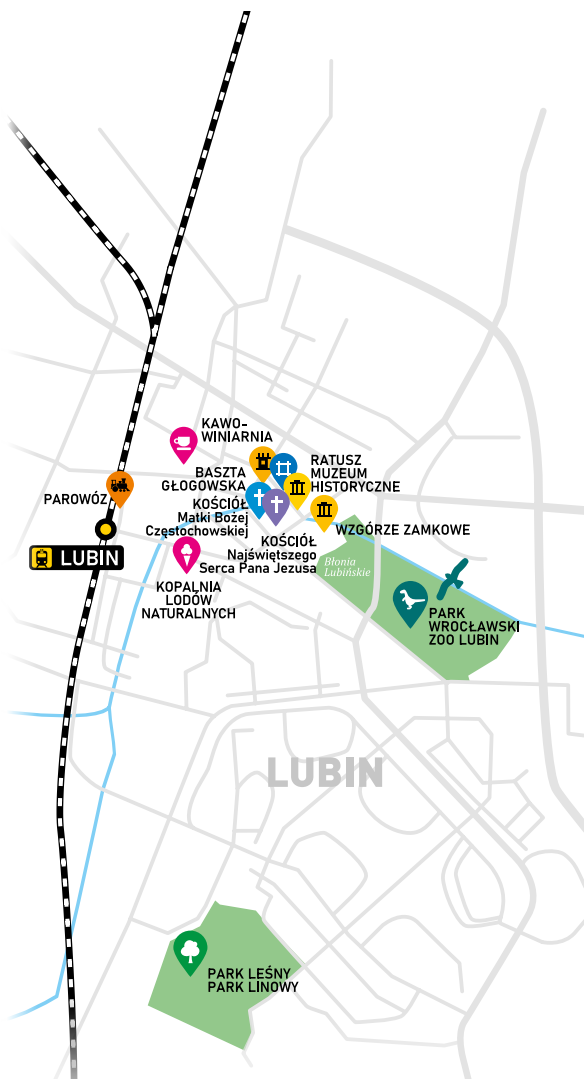 KAWO-
WINIARNIA
BASZTA
GŁOGOWSKA
RATUSZ
MUZEUM
HISTORYCZNE
PAROWÓZ
KOŚCIÓŁ
Matki Bożej
Częstochowskiej
WZGÓRZE ZAMKOWE
KOŚCIÓŁ
Najświętszego
Serca Pana Jezusa
LUBIN
Błonia
Lubińskie
KOPALNIA
LODÓW
NATURALNYCH
PARK
WROCŁAWSKI
ZOO LUBIN
LUBIN
PARK LEŚNY
PARK LINOWY